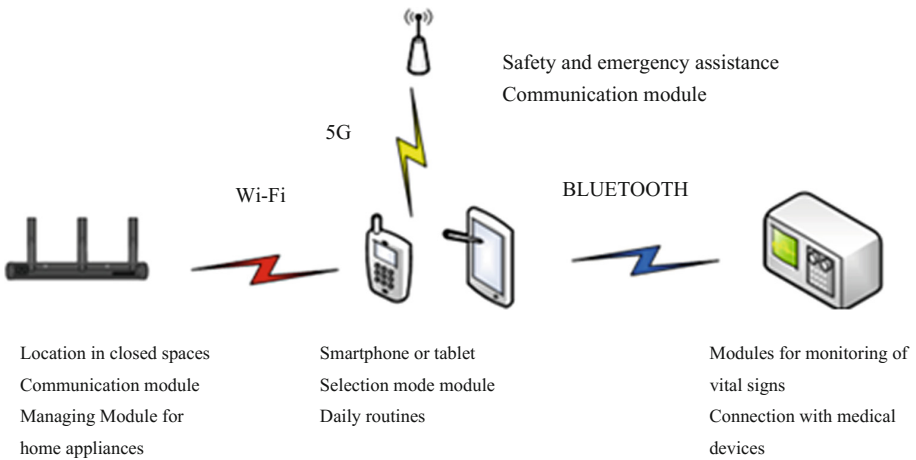 Safety and emergency assistance
Communication module
5G
Wi-Fi
BLUETOOTH
Location in closed spaces
Communication module
Managing Module for
home appliances
Smartphone or tablet
Selection mode module
Daily routines
Modules for monitoring of
vital signs
Connection with medical
devices